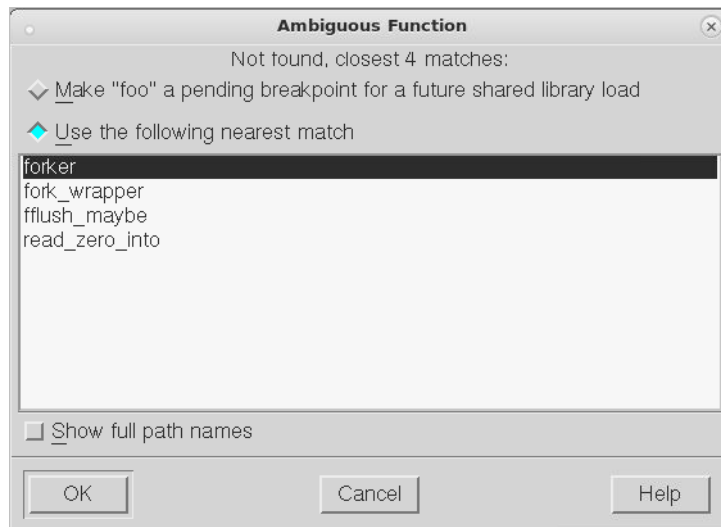 Ambiguous Function
Not found, closest 4 matches:
Make "foo" a pending breakpoint for a future shared library load
Use the following nearest match
forker
fork_wrapper
fflush_maybe
read_zero_into
Show full path names
OK Cancel Help